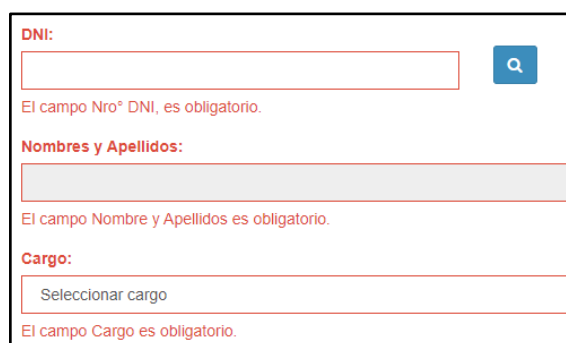 DNI:
El campo Nro° DNI, es obligatorio.
Nombres y Apellidos:
El campo Nombre y Apellidos es obligatorio.
Cargo:
Seleccionar cargo
El campo Cargo es obligatorio.